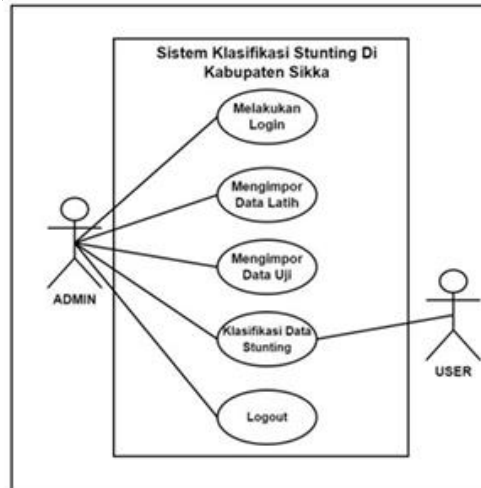 Sistem Klasifikasi Stunting Di
Kabupaten Sikka
Melakukan
Login
Mengimpor
Data Latih
Mengimpor
Data Uji
ADMIN
Klasifikasi Data
Stunting
USER
Logout